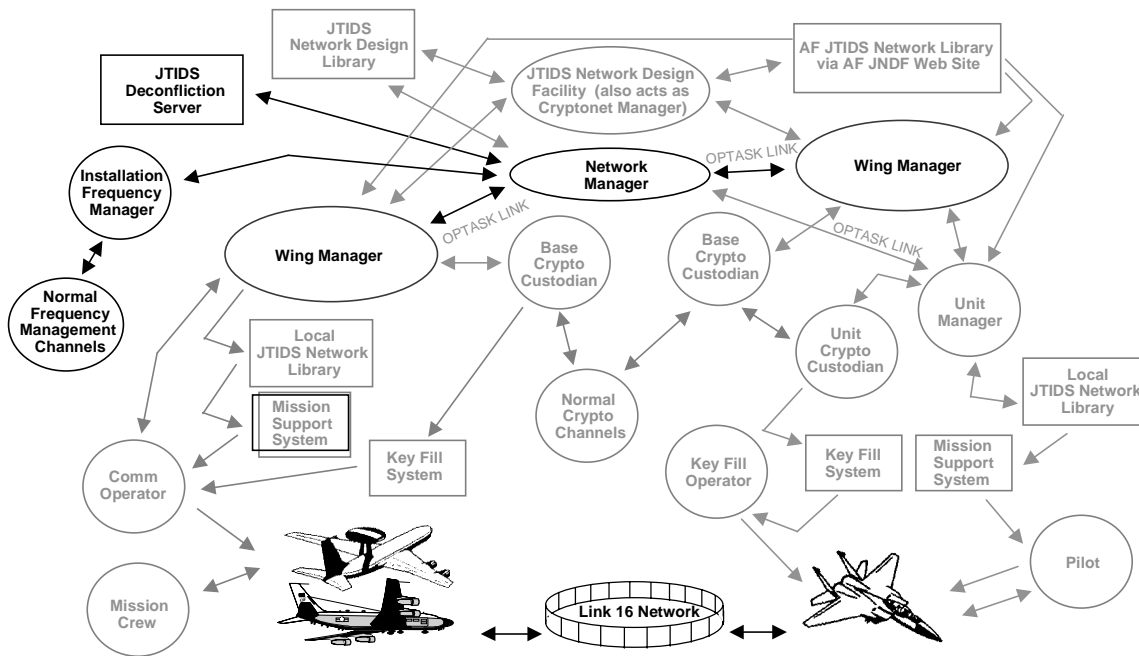 JTIDS
Network Design
Library
AF JTIDS Network Library
via AF JNDF Web Site
JTIDS Network Design
Facility (also acts as
Cryptonet Manager)
JTIDS
Deconfliction
Server
OPTASK LINK
Wing Manager
Network
Manager
Installation
Frequency
Manager
OPTASK LINK
Wing Manager
Base
Crypto
Custodian
Base
Crypto
Custodian
OPTASK LINK
Normal
Frequency
Management
Channels
Unit
Manager
Local
JTIDS Network
Library
Unit
Crypto
Custodian
Mission
Support
System
Normal
Crypto
Channels
Local
JTIDS Network
Library
Comm
Operator
Key Fill
System
Key Fill
Operator
Key Fill
System
Mission
Support
System
Pilot
Mission
Crew
Link 16 Network